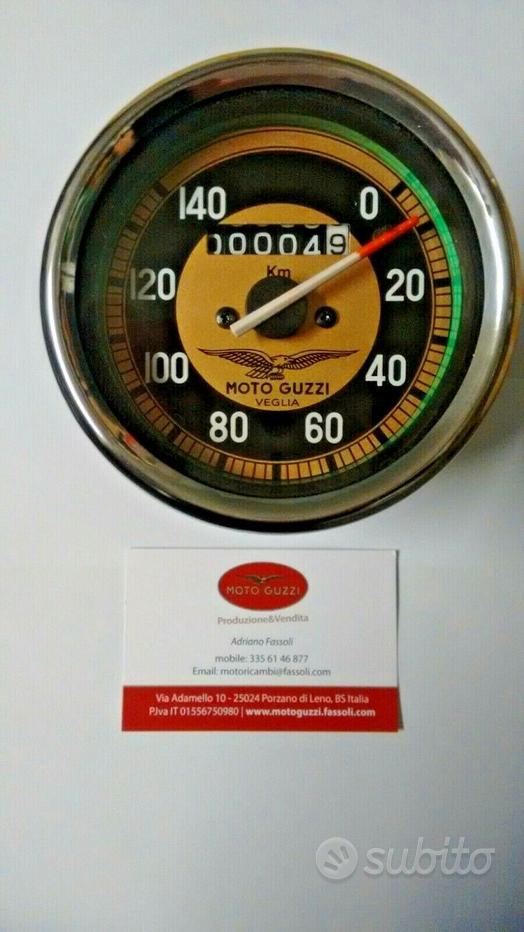 140 0
00004 9
Km
120 20
100 40
MOTO GUZZI
VEGLIA
80 60
MOTO GUZZI
Produzione&Vendita
Adriano Fassoli
mobile: 335 61 46 877
Email: motoricambi@fassoli.com
Via Adamello 10 - 25024 Porzano di Leno, BS Italia
P.Iva IT 01556750980 | www.motoguzzi.fassoli.com
subito